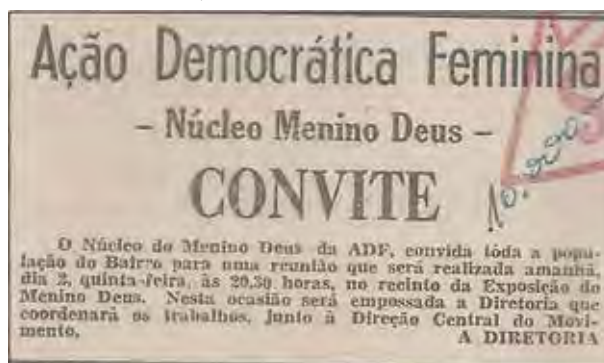 Ação Democrática Feminina
– Núcleo Menino Deus –
CONVITE
O Núcleo do Menino Deus da ADF, convida tôda a popu-
lação do Bairro para uma reunião que será realizada amanhã,
dia 2, quinta-feira, às 20,30 horas, no recinto da Exposição do
Menino Deus. Nesta ocasião será empossada a Diretoria que
coordenará os trabalhos, junto à Direção Central do Movi-
mento.
A DIRETORIA